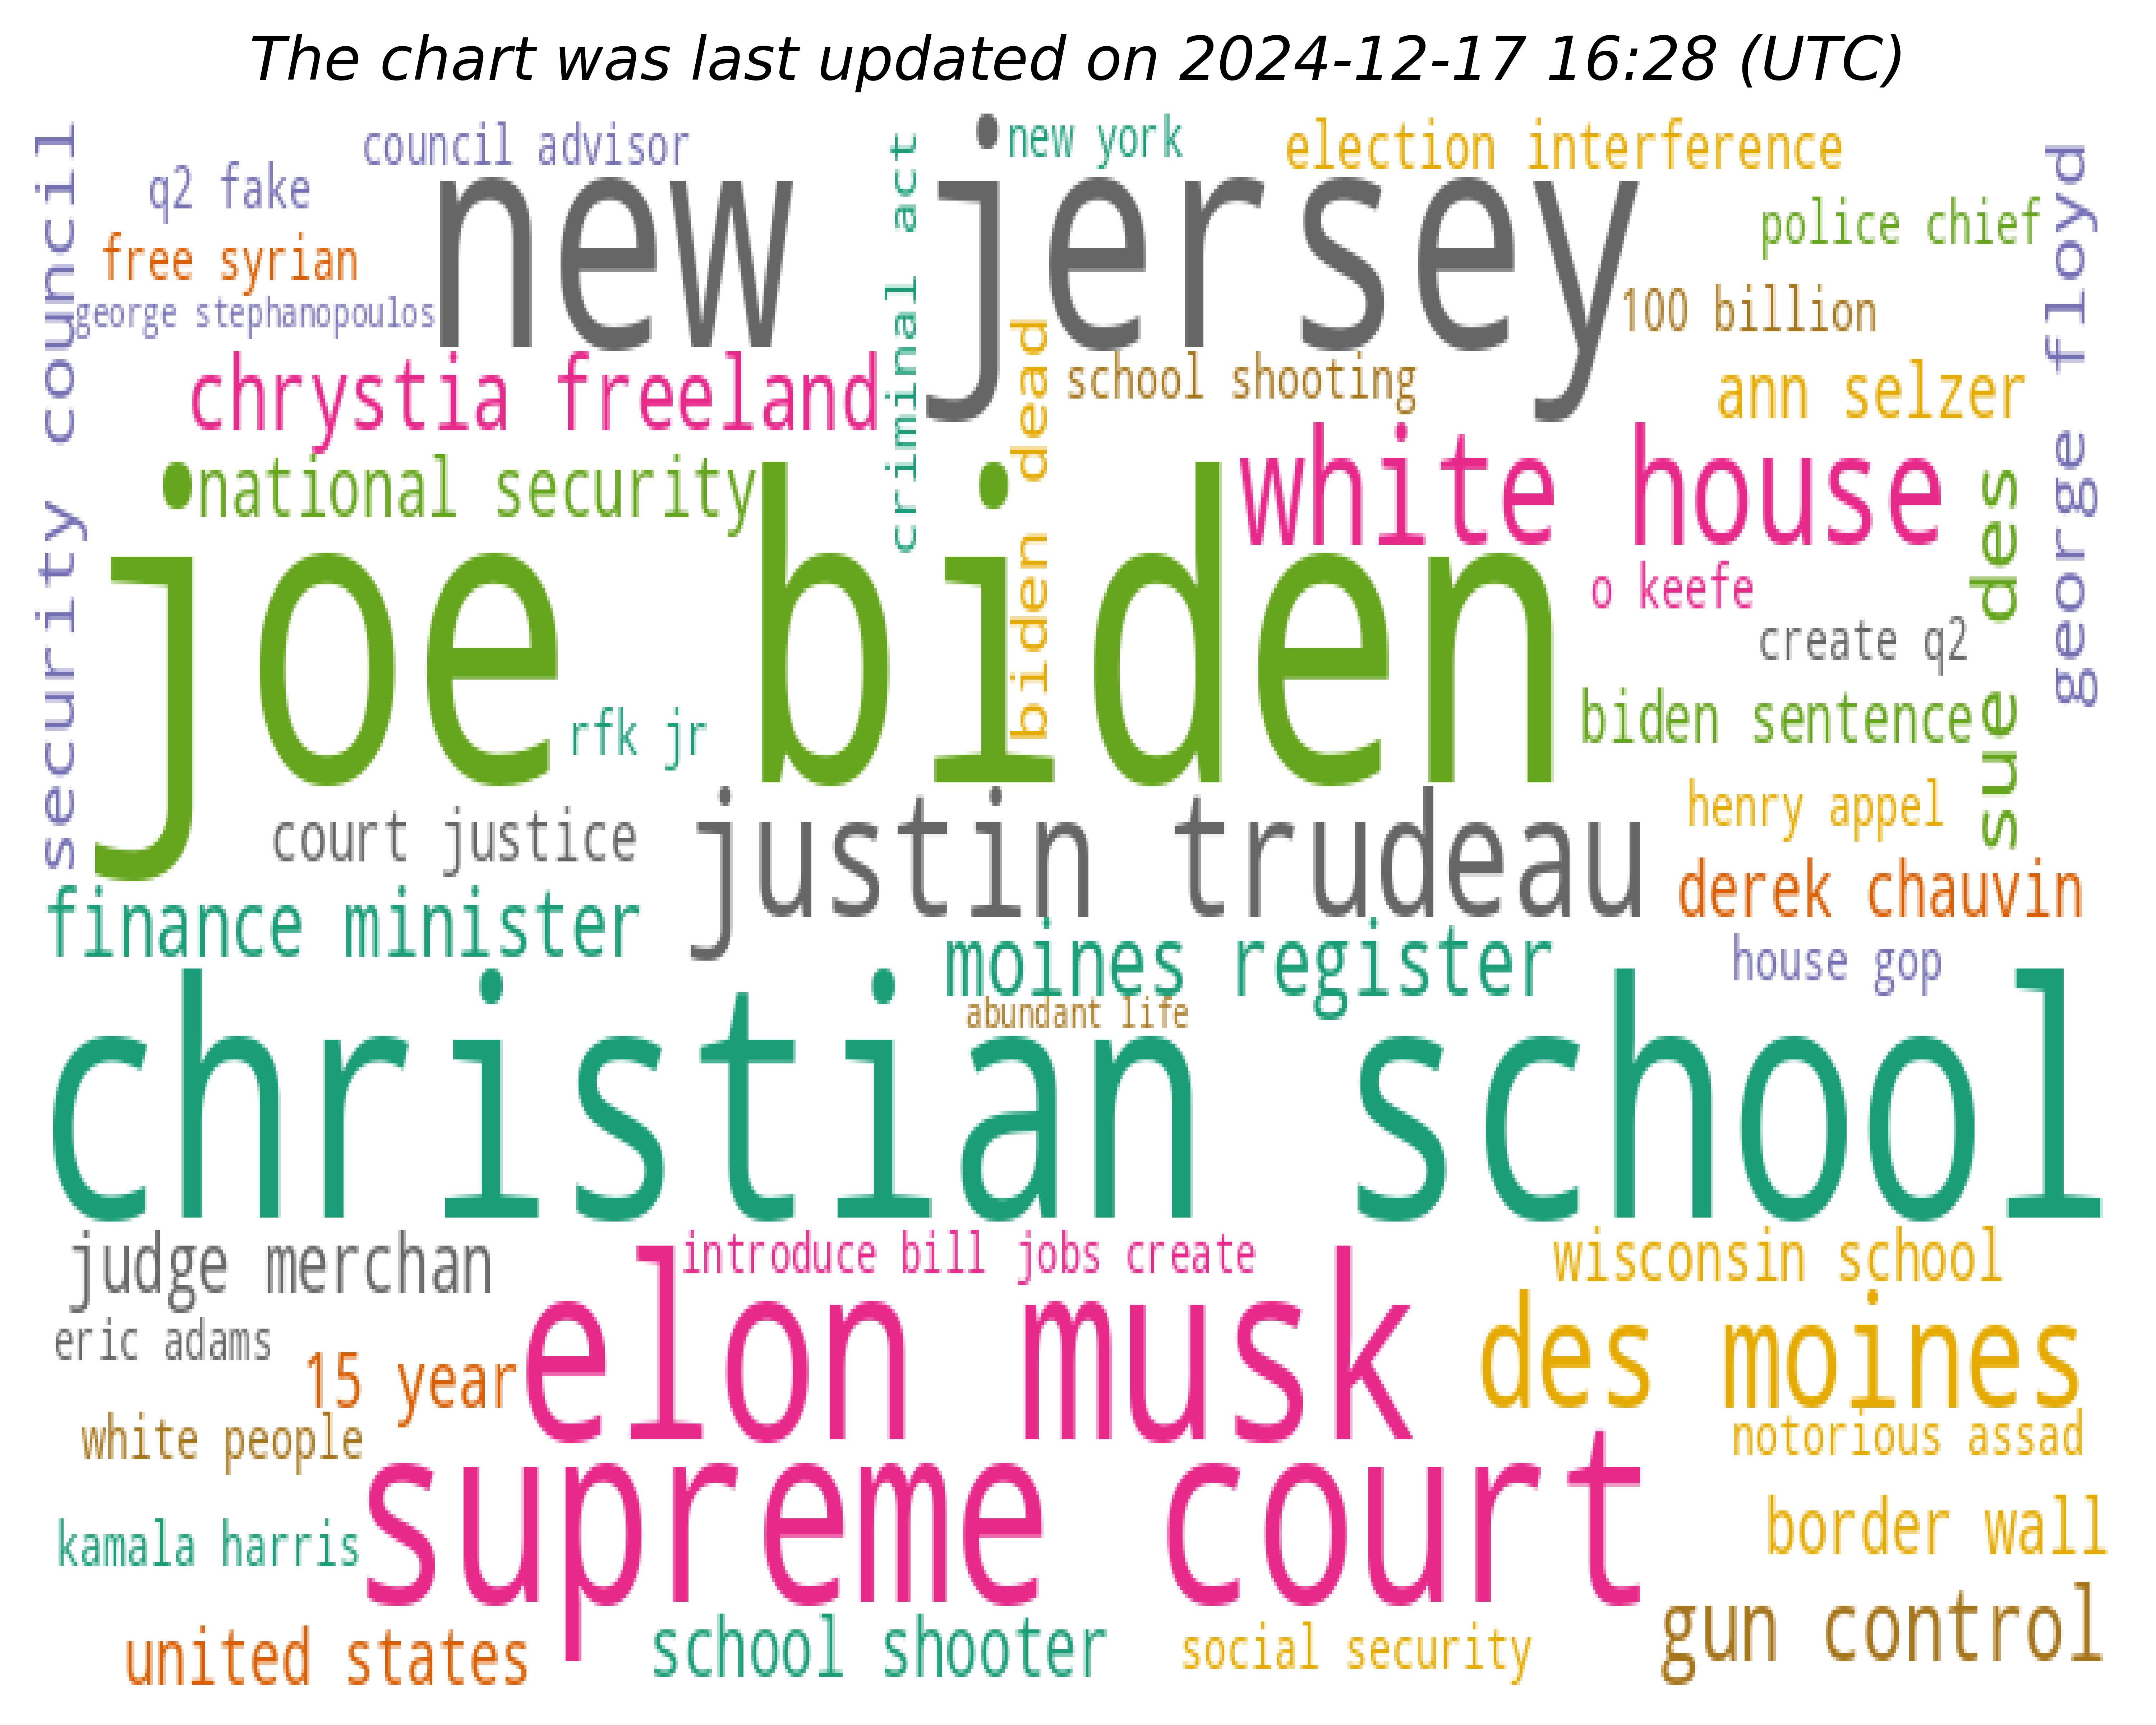 The chart was last updated on 2024-12-17 16:28 (UTC)
security council
council advisor
new york
election interference
george floyd
q2 fake
new jersey
criminal act
police chief
free syrian
george stephanopoulos
100 billion
chrystia freeland
biden dead
school shooting
ann selzer
national security
white house
joe biden
o keefe
sue des
create q2
rfk jr
biden sentence
court justice
justin trudeau
henry appel
finance minister
derek chauvin
moines register
house gop
abundant life
christian school
judge merchan
introduce bill jobs create
wisconsin school
eric adams
15 year
elon musk
des moines
white people
notorious assad
kamala harris
supreme court
border wall
united states
school shooter
social security
gun control